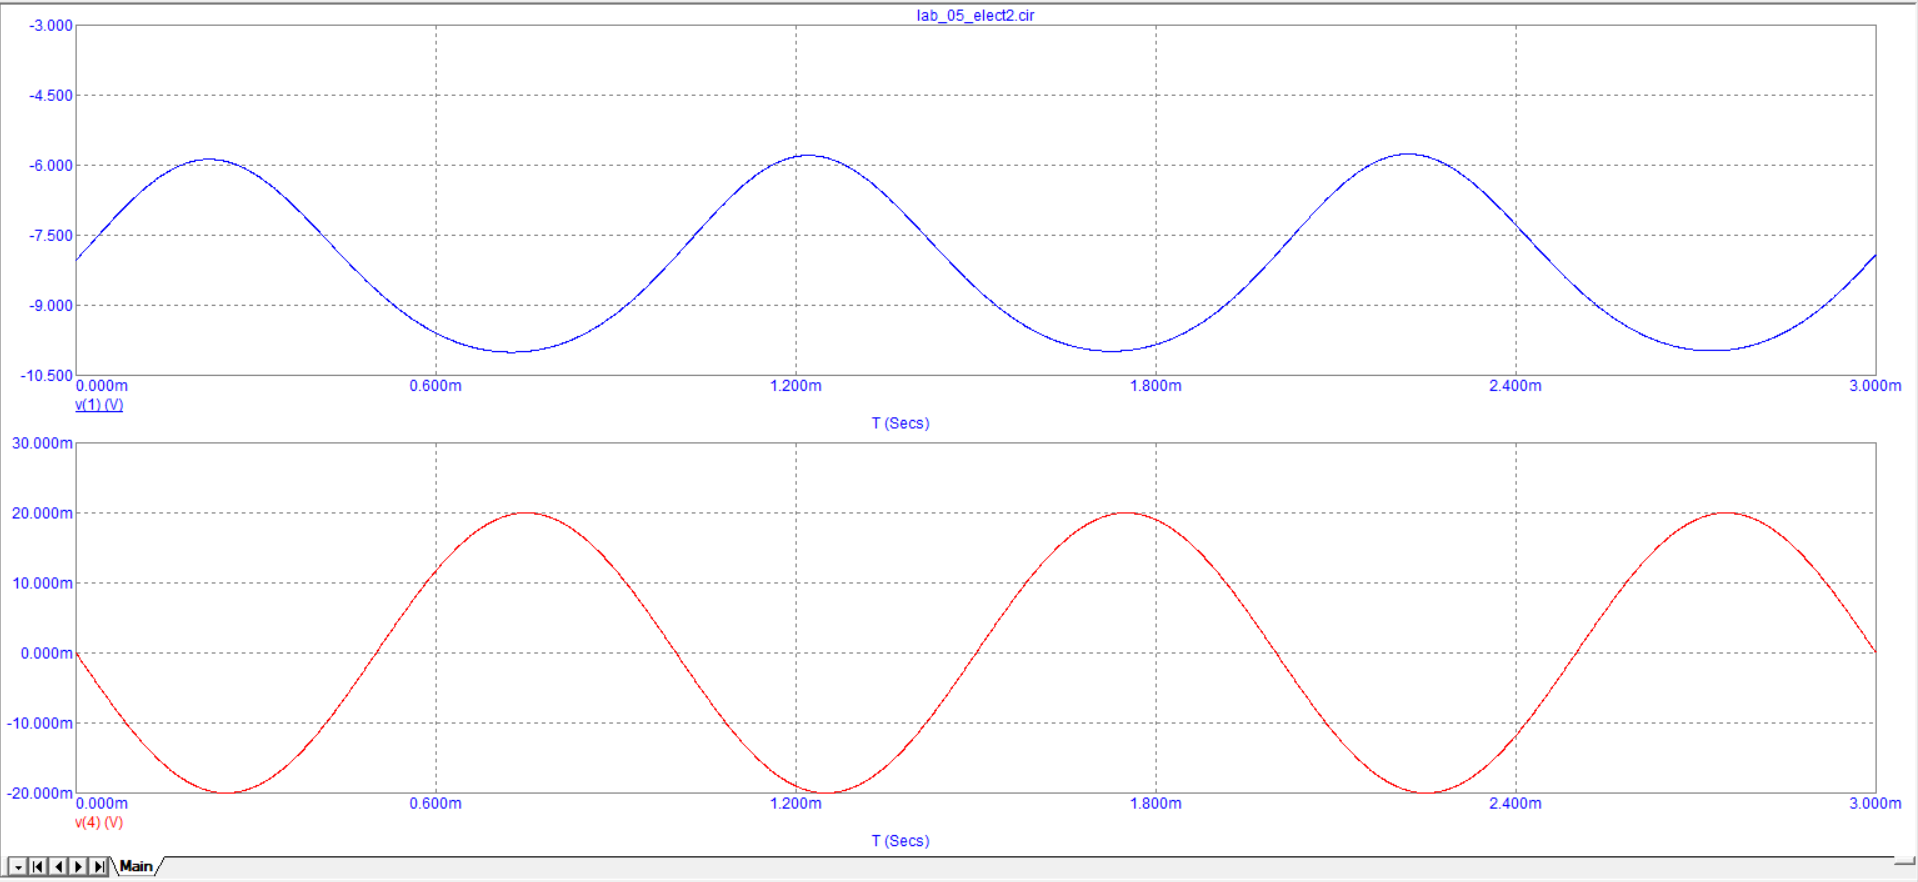 lab_05_elect2.cir
-3.000
-4.500
-6.000
-7.500
-9.000
-10.500
0.000m 0.600m 1.200m 1.800m 2.400m 3.000m
v(1) (V)
T (Secs)
30.000m
20.000m
10.000m
0.000m
-10.000m
-20.000m
0.000m 0.600m 1.200m 1.800m 2.400m 3.000m
v(4) (V)
T (Secs)
Main